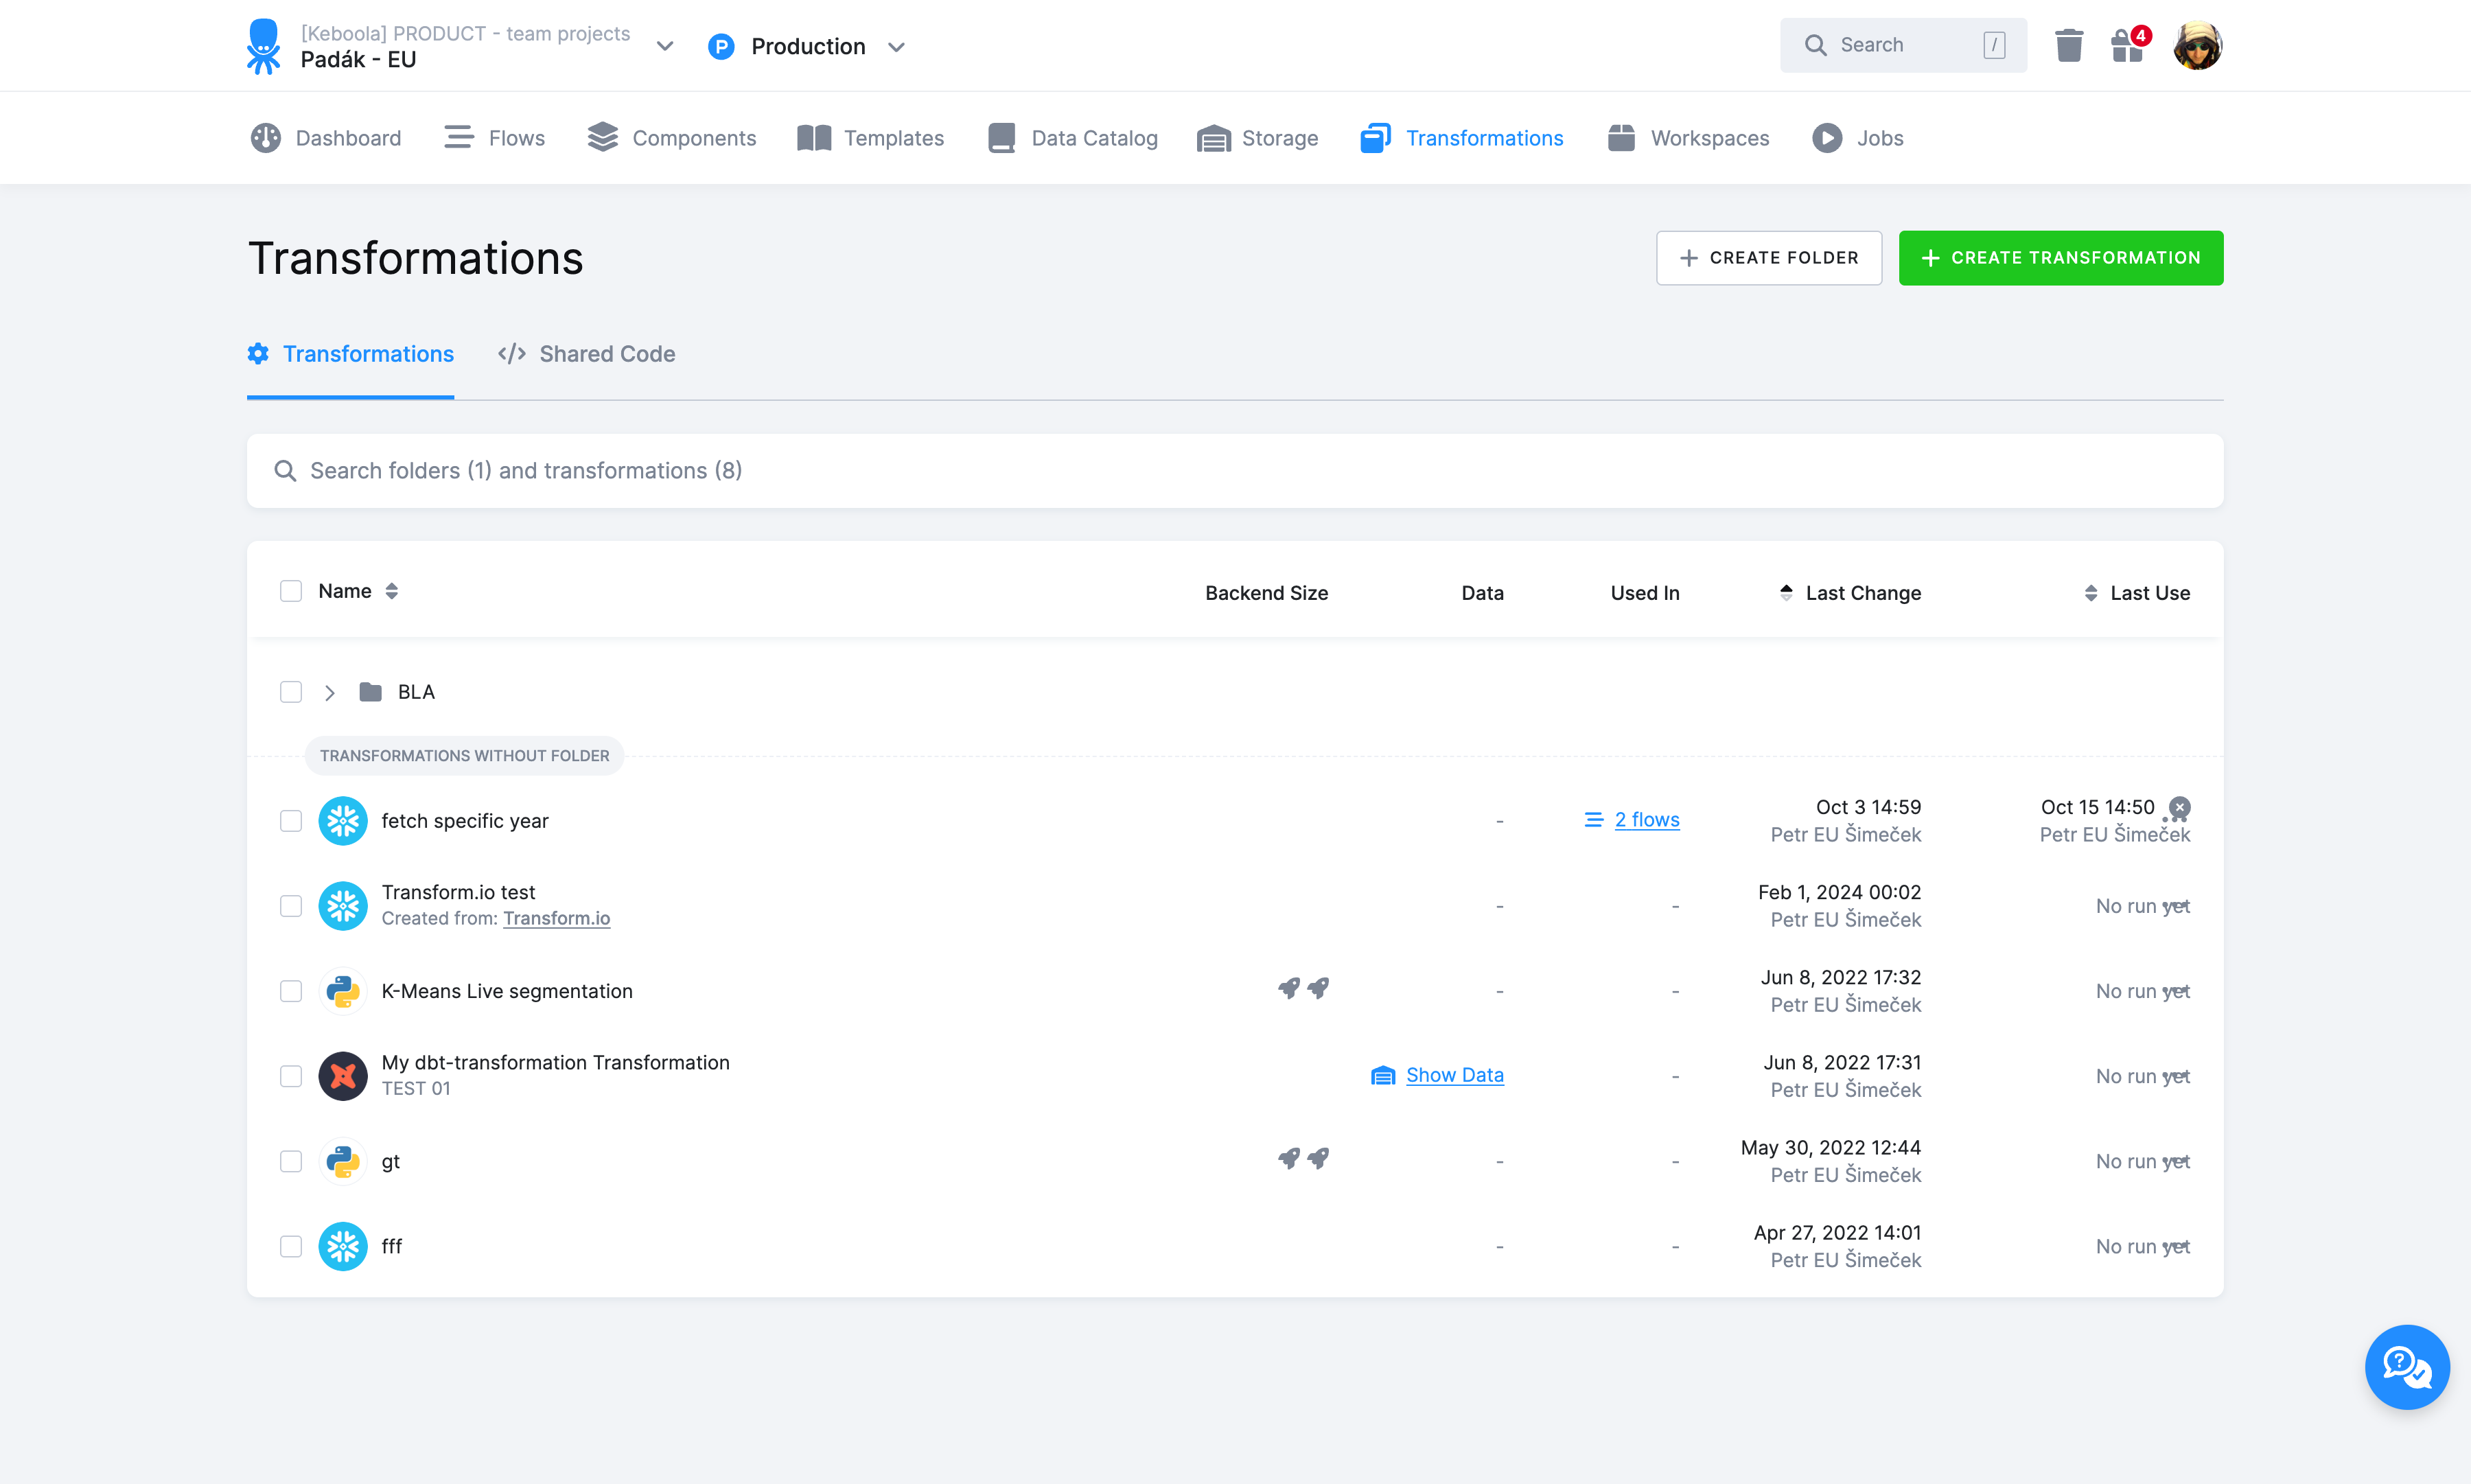 [Keboola] PRODUCT - team projects
Padák - EU
P Production
Search /
4
Dashboard Flows Components Templates Data Catalog Storage Transformations Workspaces Jobs
Transformations
+ CREATE FOLDER + CREATE TRANSFORMATION
Transformations </> Shared Code
Search folders (1) and transformations (8)
Name Backend Size Data Used In Last Change Last Use
BLA
TRANSFORMATIONS WITHOUT FOLDER
fetch specific year - 2 flows Oct 3 14:59 Oct 15 14:50
Petr EU Šimeček Petr EU Šimeček
Transform.io test Feb 1, 2024 00:02
Created from: Transform.io - - Petr EU Šimeček No run yet
K-Means Live segmentation - - Jun 8, 2022 17:32 No run yet
Petr EU Šimeček
My dbt-transformation Transformation Show Data - Jun 8, 2022 17:31 No run yet
TEST 01 Petr EU Šimeček
gt - - May 30, 2022 12:44 No run yet
Petr EU Šimeček
fff - - Apr 27, 2022 14:01 No run yet
Petr EU Šimeček